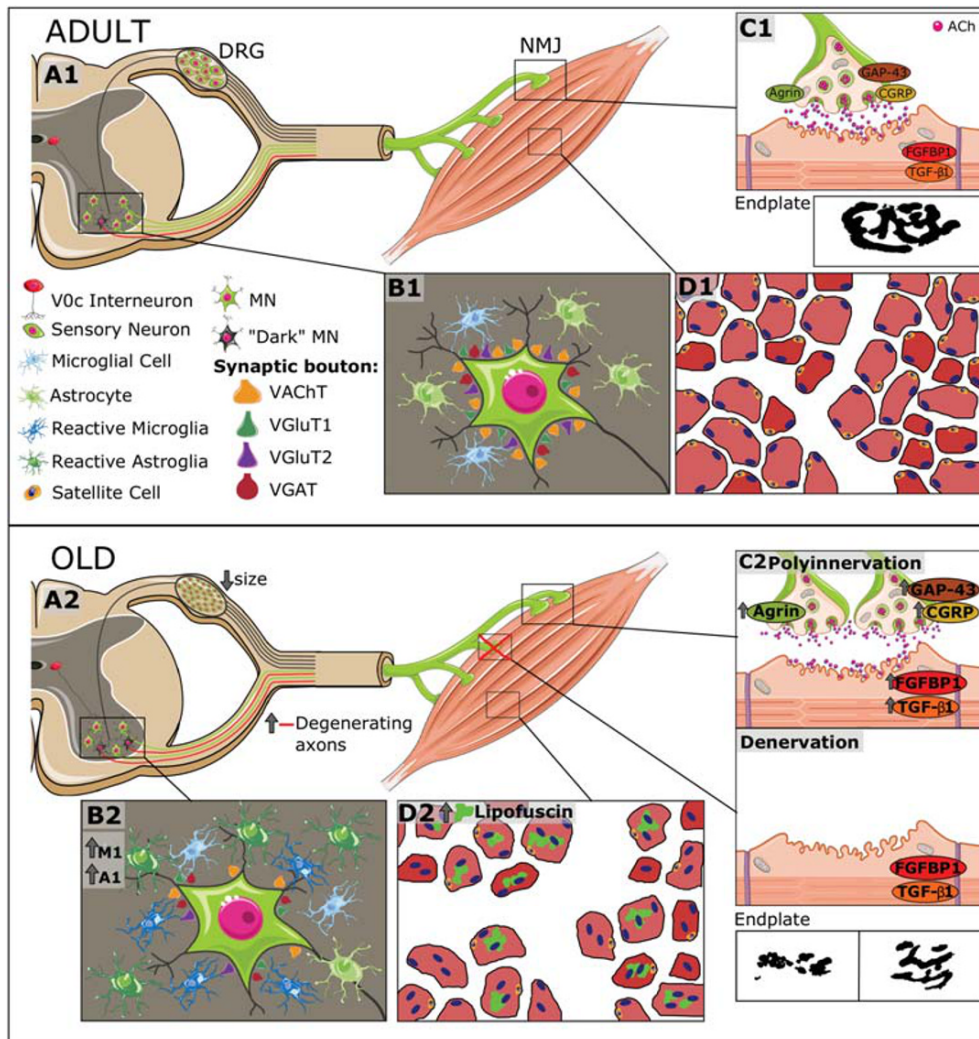 ADULT
A1
DRG
NMJ
C1
ACh
GAP-43
Agrin
CGRP
FGFBP1
TGF-β1
Endplate
V0c Interneuron
Sensory Neuron
Microglial Cell
Astrocyte
Reactive Microglia
Reactive Astroglia
Satellite Cell
MN
"Dark" MN
Synaptic bouton:
VAChT
VGluT1
VGluT2
VGAT
B1
D1
OLD
A2
size
Degenerating
axons
C2 Polyinnervation
GAP-43
Agrin
CGRP
FGFBP1
TGF-β1
Denervation
FGFBP1
TGF-β1
Endplate
B2
M1
A1
D2 Lipofuscin